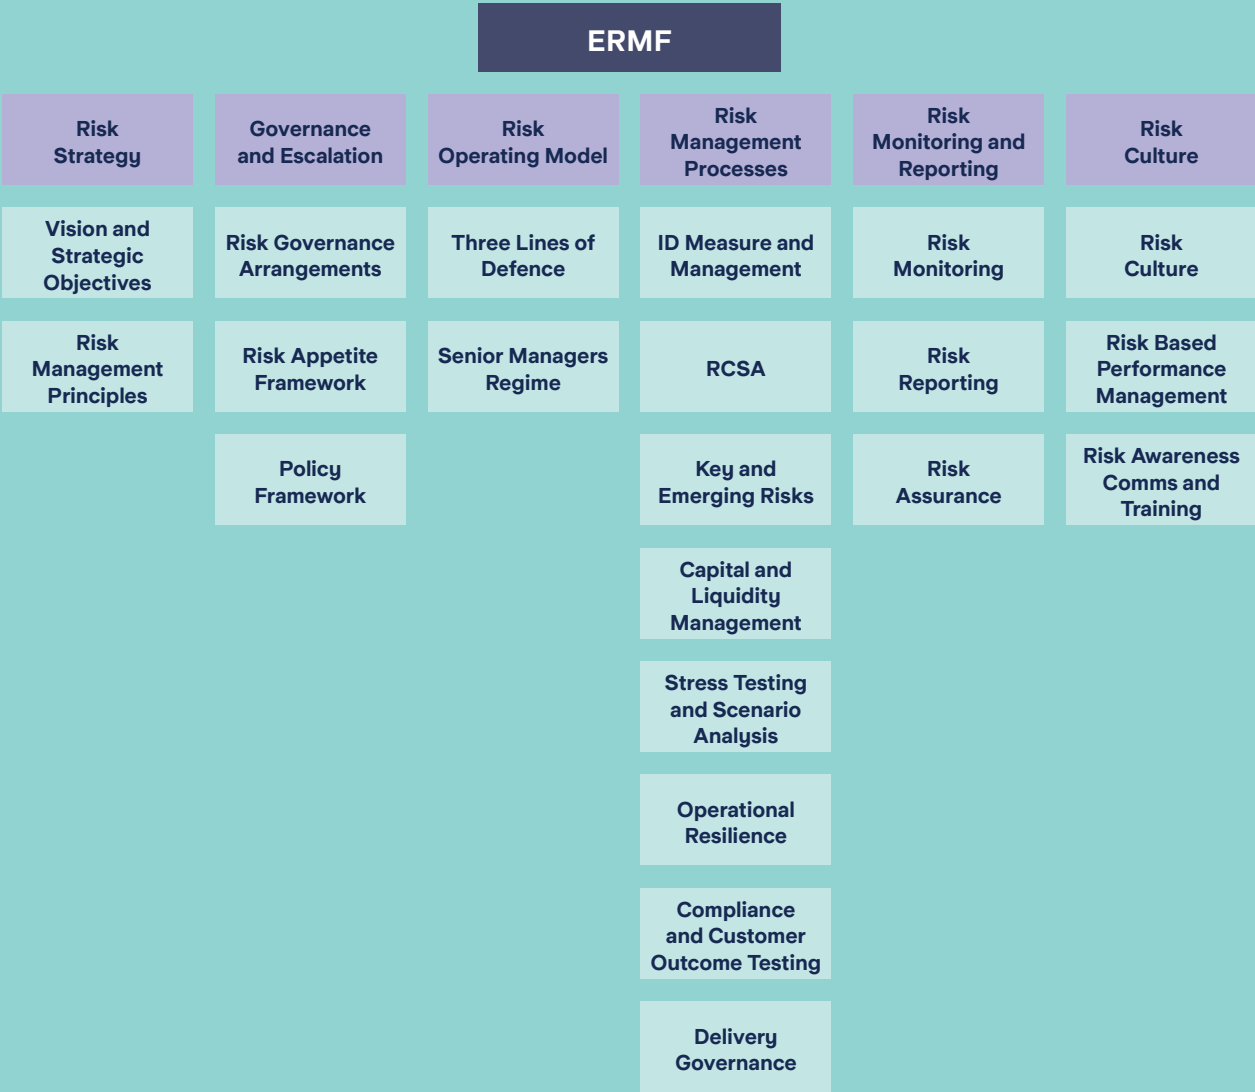 ERMF
Risk
Strategy
Governance
and Escalation
Risk
Operating Model
Risk
Management
Processes
Risk
Monitoring and
Reporting
Risk
Culture
Vision and
Strategic
Objectives
Risk Governance
Arrangements
Three Lines of
Defence
ID Measure and
Management
Risk
Monitoring
Risk
Culture
Risk
Management
Principles
Risk Appetite
Framework
Senior Managers
Regime
RCSA
Risk
Reporting
Risk Based
Performance
Management
Policy
Framework
Key and
Emerging Risks
Risk
Assurance
Risk Awareness
Comms and
Training
Capital and
Liquidity
Management
Stress Testing
and Scenario
Analysis
Operational
Resilience
Compliance
and Customer
Outcome Testing
Delivery
Governance